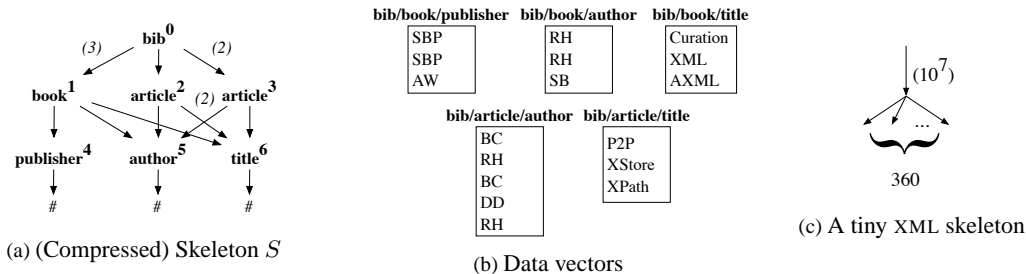 bib0
(3)
(2)
book1 article2 (2) article3
publisher4 author5 title6
# # #
(a) (Compressed) Skeleton S
bib/book/publisher bib/book/author bib/book/title
SBP RH Curation
SBP RH XML
AW SB AXML
bib/article/author bib/article/title
BC
RH
BC
DD
RH
P2P
XStore
XPath
(b) Data vectors
(10^7)
...
360
(c) A tiny XML skeleton